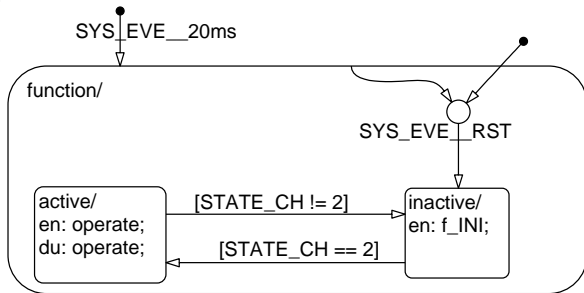 SYS_EVE__20ms
function/
SYS_EVE__RST
active/
en: operate;
du: operate;
[STATE_CH != 2]
[STATE_CH == 2]
inactive/
en: f_INI;